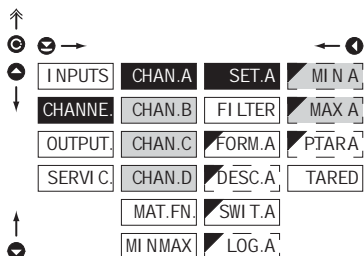 INPUTS CHAN.A SET.A MIN A
CHANNE. CHAN.B FILTER MAX A
OUTPUT. CHAN.C FORM.A P.TAR.A
SERVIC. CHAN.D DESC.A TARED
MAT.FN. SWIT.A
MINMAX LOG.A